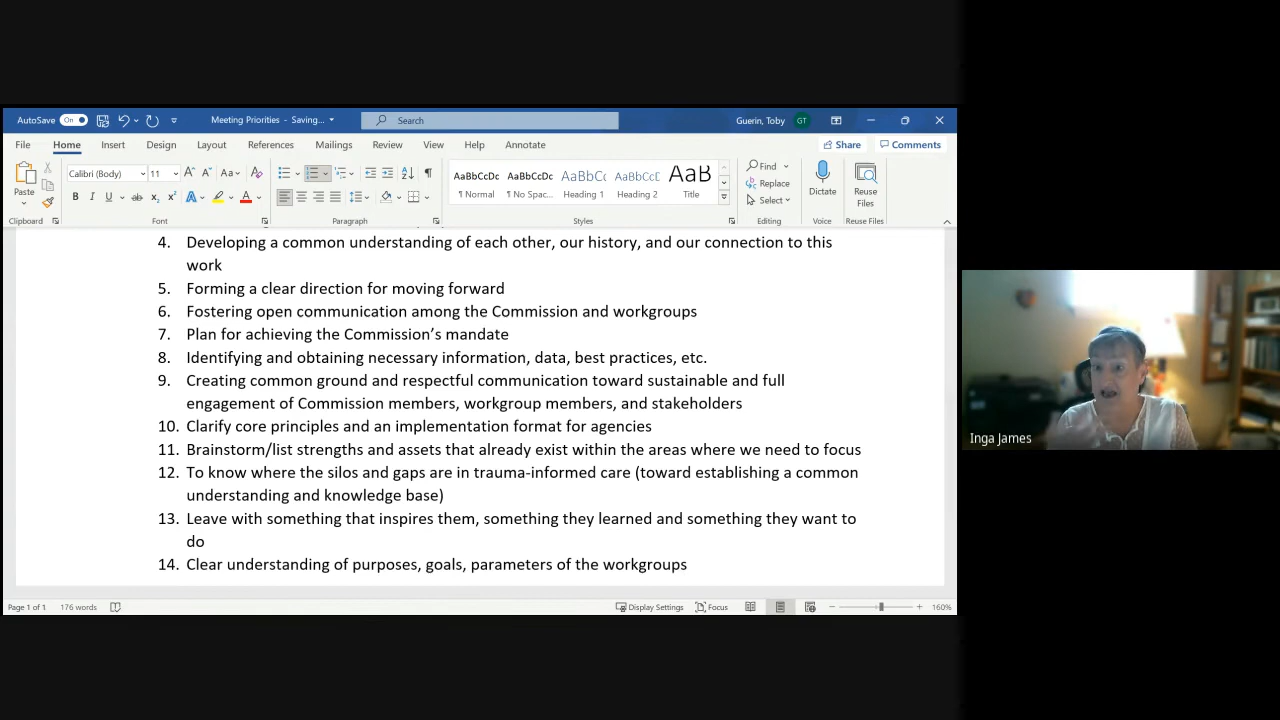 AutoSave On Meeting Priorities - Saving... Search Guerin, Toby GT
File Home Insert Design Layout References Mailings Review View Help Annotate Share Comments
Paste Calibri (Body) 11 Aa AaBbCcDc AaBbCcDc AaBbCc AaBbCcE AaB Find Replace Select Dictate Reuse Files
B I U ab x₂ x² A A ¶ Normal ¶ No Spac... Heading 1 Heading 2 Title
Clipboard Font Paragraph Styles Editing Voice Reuse Files
4. Developing a common understanding of each other, our history, and our connection to this
work
5. Forming a clear direction for moving forward
6. Fostering open communication among the Commission and workgroups
7. Plan for achieving the Commission's mandate
8. Identifying and obtaining necessary information, data, best practices, etc.
9. Creating common ground and respectful communication toward sustainable and full
engagement of Commission members, workgroup members, and stakeholders
10. Clarify core principles and an implementation format for agencies
11. Brainstorm/list strengths and assets that already exist within the areas where we need to focus
12. To know where the silos and gaps are in trauma-informed care (toward establishing a common
understanding and knowledge base)
13. Leave with something that inspires them, something they learned and something they want to
do
14. Clear understanding of purposes, goals, parameters of the workgroups
Page 1 of 1 176 words Display Settings Focus 160%
Inga James